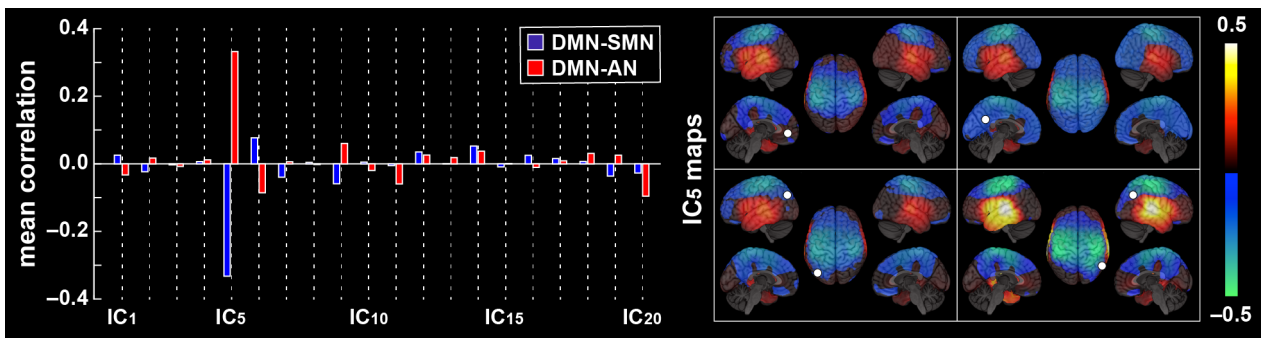 mean correlation
0.4
0.2
0.0
−0.2
−0.4
DMN-SMN
DMN-AN
IC1
IC5
IC10
IC15
IC20
IC5 maps
0.5
−0.5